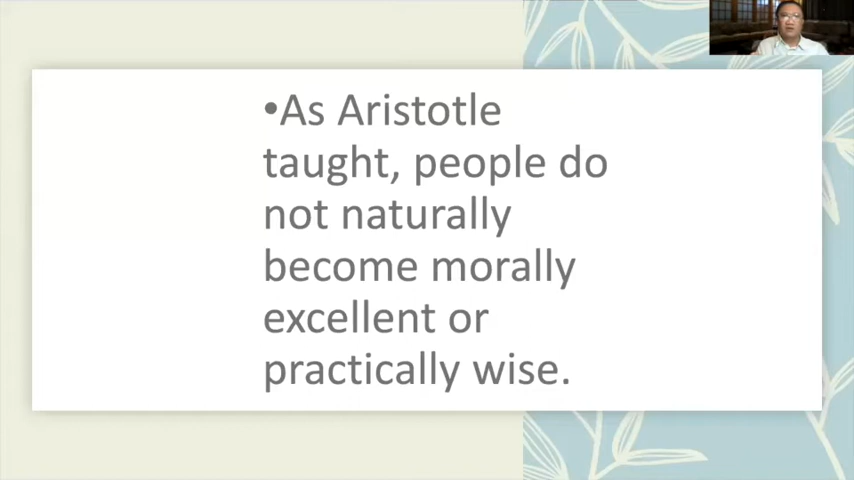 •As Aristotle
taught, people do
not naturally
become morally
excellent or
practically wise.